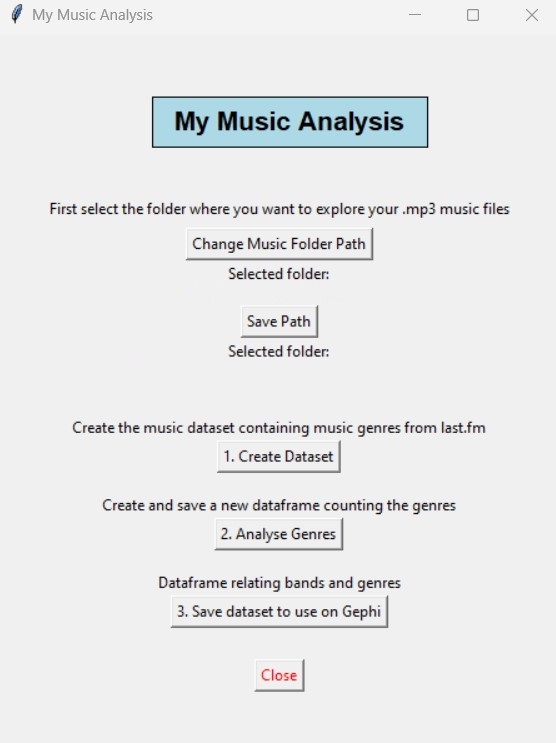 My Music Analysis
My Music Analysis
First select the folder where you want to explore your .mp3 music files
Change Music Folder Path
Selected folder:
Save Path
Selected folder:
Create the music dataset containing music genres from last.fm
1. Create Dataset
Create and save a new dataframe counting the genres
2. Analyse Genres
Dataframe relating bands and genres
3. Save dataset to use on Gephi
Close